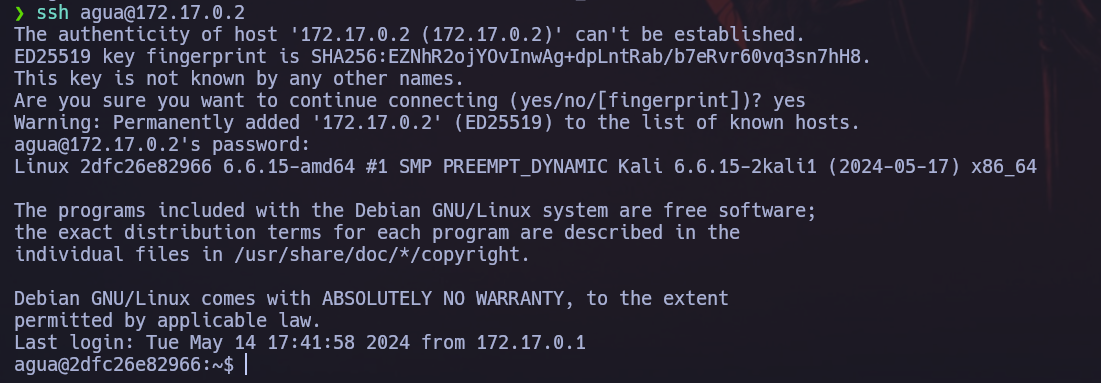 ❯ ssh agua@172.17.0.2
The authenticity of host '172.17.0.2 (172.17.0.2)' can't be established.
ED25519 key fingerprint is SHA256:EZNhR2ojYOvInwAg+dpLntRab/b7eRvr60vq3sn7hH8.
This key is not known by any other names.
Are you sure you want to continue connecting (yes/no/[fingerprint])? yes
Warning: Permanently added '172.17.0.2' (ED25519) to the list of known hosts.
agua@172.17.0.2's password:
Linux 2dfc26e82966 6.6.15-amd64 #1 SMP PREEMPT_DYNAMIC Kali 6.6.15-2kali1 (2024-05-17) x86_64
The programs included with the Debian GNU/Linux system are free software;
the exact distribution terms for each program are described in the
individual files in /usr/share/doc/*/copyright.
Debian GNU/Linux comes with ABSOLUTELY NO WARRANTY, to the extent
permitted by applicable law.
Last login: Tue May 14 17:41:58 2024 from 172.17.0.1
agua@2dfc26e82966:~$